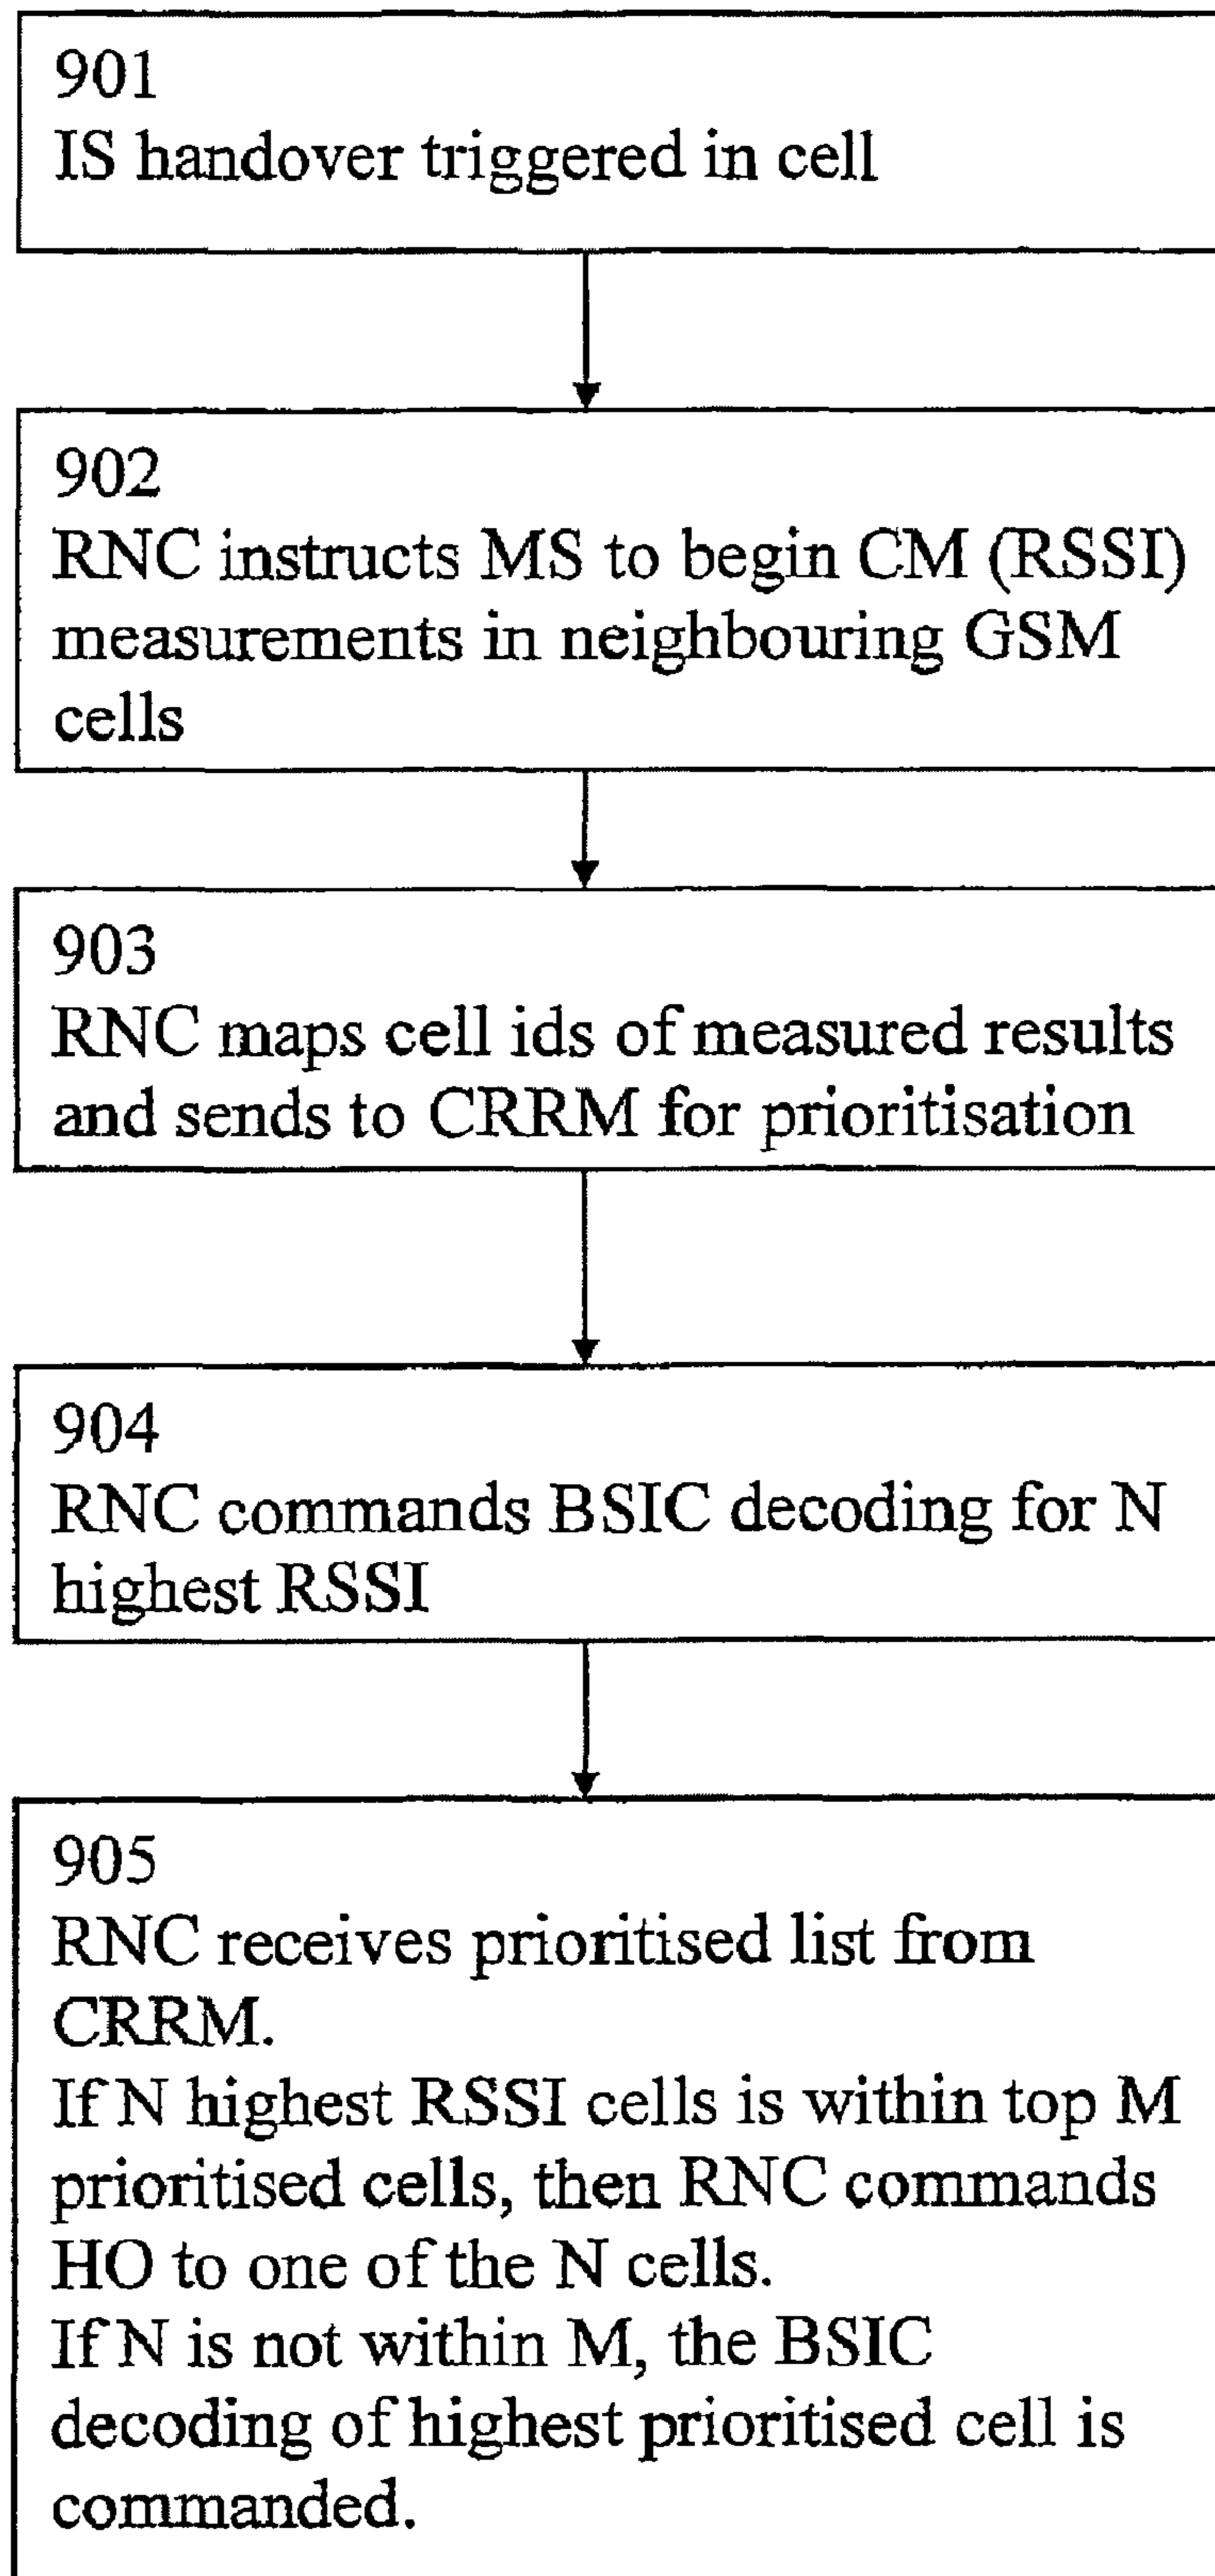 901
IS handover triggered in cell
902
RNC instructs MS to begin CM (RSSI)
measurements in neighbouring GSM
cells
903
RNC maps cell ids of measured results
and sends to CRRM for prioritisation
904
RNC commands BSIC decoding for N
highest RSSI
905
RNC receives prioritised list from
CRRM.
If N highest RSSI cells is within top M
prioritised cells, then RNC commands
HO to one of the N cells.
If N is not within M, the BSIC
decoding of highest prioritised cell is
commanded.